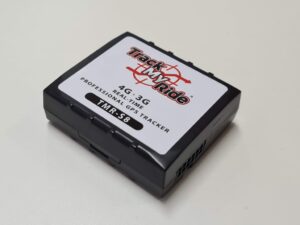 Track
My
Ride
4G - 3G
REAL-TIME
PROFESSIONAL GPS TRACKER
TMR-S8